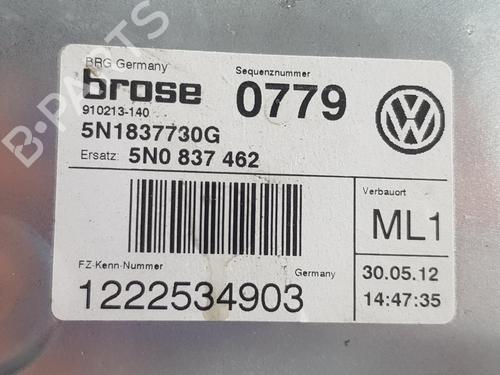 BRG Germany
Sequenznummer
brose
0779
910213-140
5N1837730G
Ersatz: 5N0 837 462
Verbauort
ML1
FZ-Kenn-Nummer
Germany
1222534903
30.05.12
14:47:35
B-PARTS